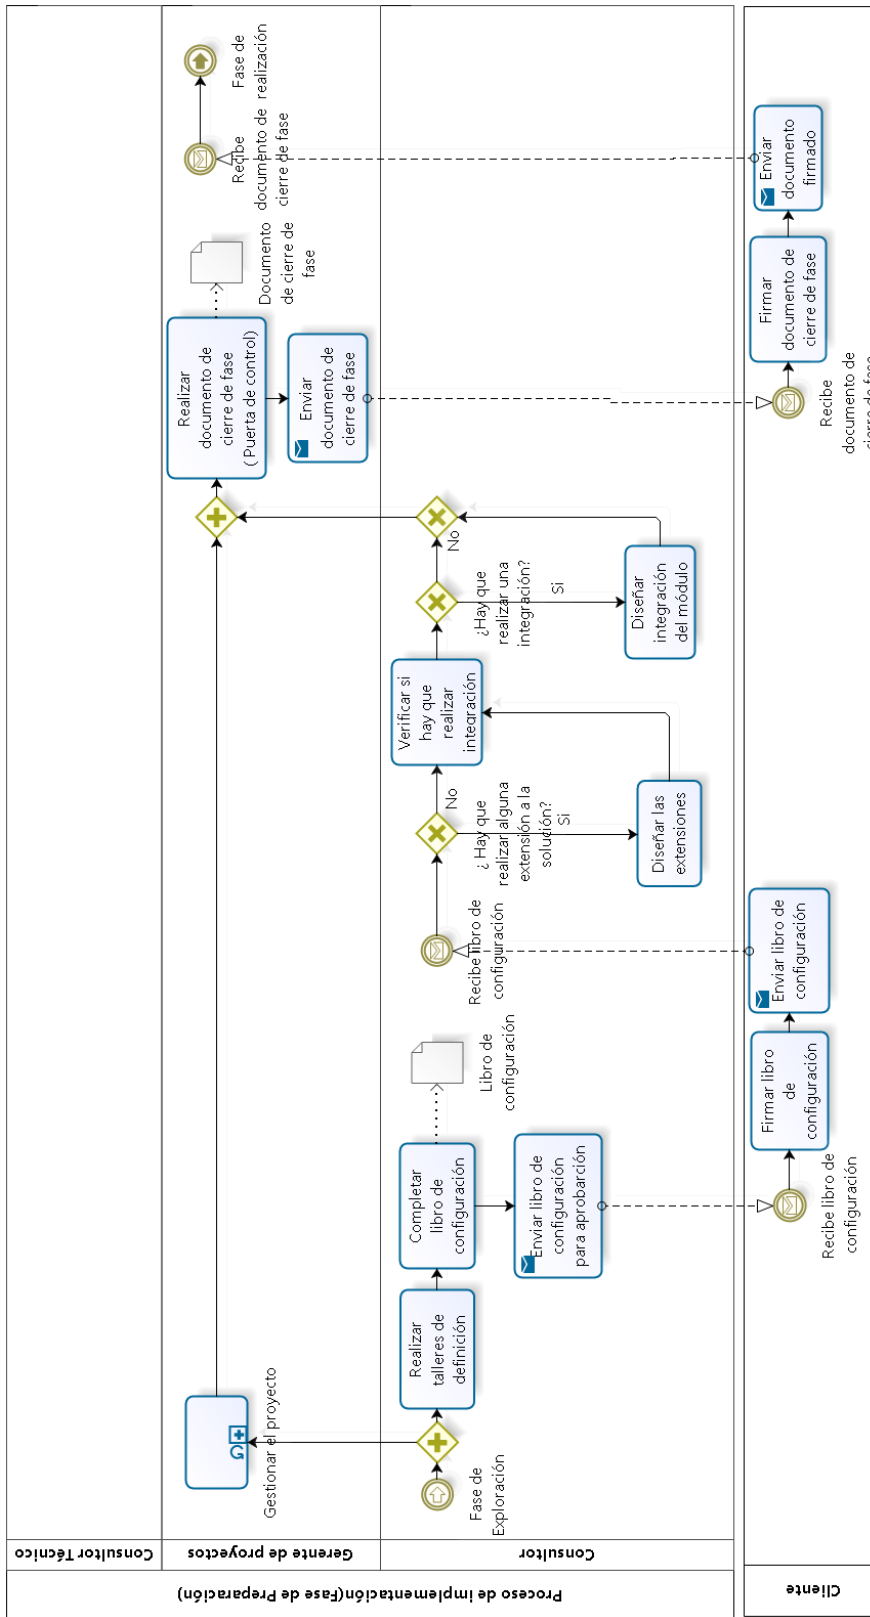 Proceso de implementación(Fase de Preparación)
Consultor Técnico
Gerente de proyectos
Consultor
Cliente
Gestionar el proyecto
Realizar
documento de
cierre de fase
( Puerta de control)
Documento
de cierre de
fase
Enviar
documento de
cierre de fase
Recibe
documento de
cierre de fase
Fase de
realización
Fase de
Exploración
Realizar
talleres de
definición
Completar
libro de
configuración
Libro de
configuración
Enviar libro de
configuración
para aprobarción
Recibe libro de
configuración
¿ Hay que
realizar alguna
extensión a la
solución?
No
Si
Diseñar las
extensiones
Verificar si
hay que
realizar
integración
¿Hay que
realizar una
integración?
No
Si
Diseñar
integración
del módulo
Recibe libro de
configuración
Firmar libro
de
configuración
Enviar libro de
configuración
Recibe
documento de
cierre de fase
Firmar
documento de
cierre de fase
Enviar
documento
firmado